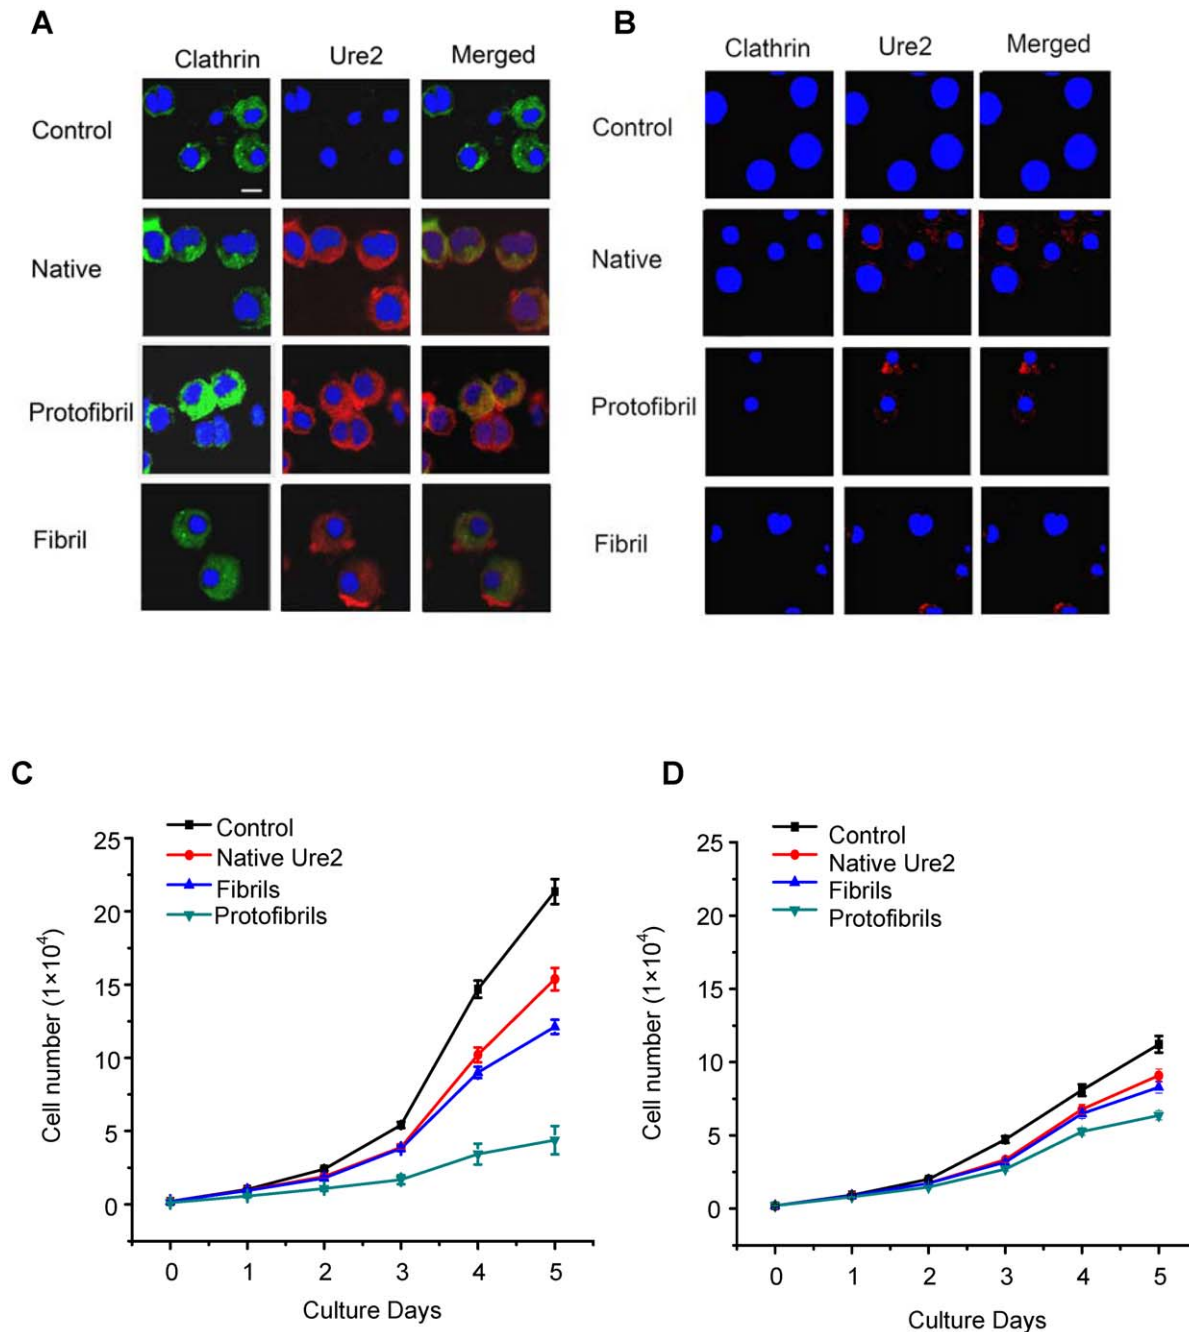 A
Clathrin Ure2 Merged
Control
Native
Protofibril
Fibril
B
Clathrin Ure2 Merged
Control
Native
Protofibril
Fibril
C
Control
Native Ure2
Fibrils
Protofibrils
25
20
15
10
5
0
Cell number (1×10⁴)
0 1 2 3 4 5
Culture Days
D
Control
Native Ure2
Fibrils
Protofibrils
25
20
15
10
5
0
Cell number (1×10⁴)
0 1 2 3 4 5
Culture Days